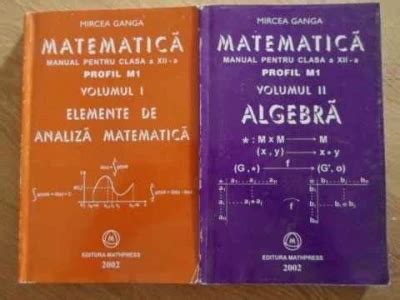 MIRCEA GANGA
MATEMATICĂ
MANUAL PENTRU CLASA a XII-a
PROFIL M1
VOLUMUL I
ELEMENTE DE
ANALIZĂ MATEMATICĂ
EDITURA MATHPRESS
2002
MIRCEA GANGA
MATEMATICĂ
MANUAL PENTRU CLASA a XII-a
PROFIL M1
VOLUMUL II
ALGEBRĂ
* : M x M → M
(x, y) → x * y
f
(G, *) → (G', o)
f
EDITURA MATHPRESS
2002